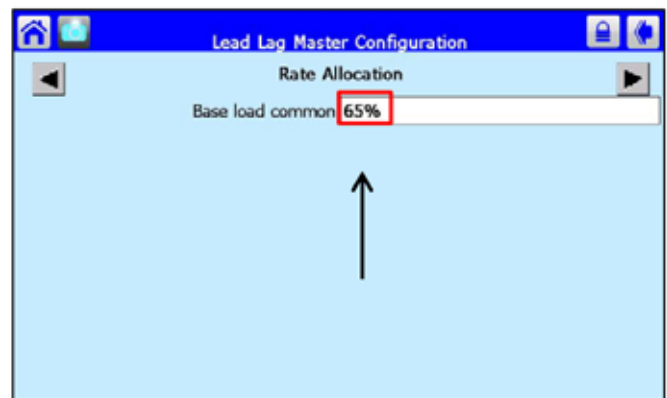 Lead Lag Master Configuration
Rate Allocation
Base load common 65%